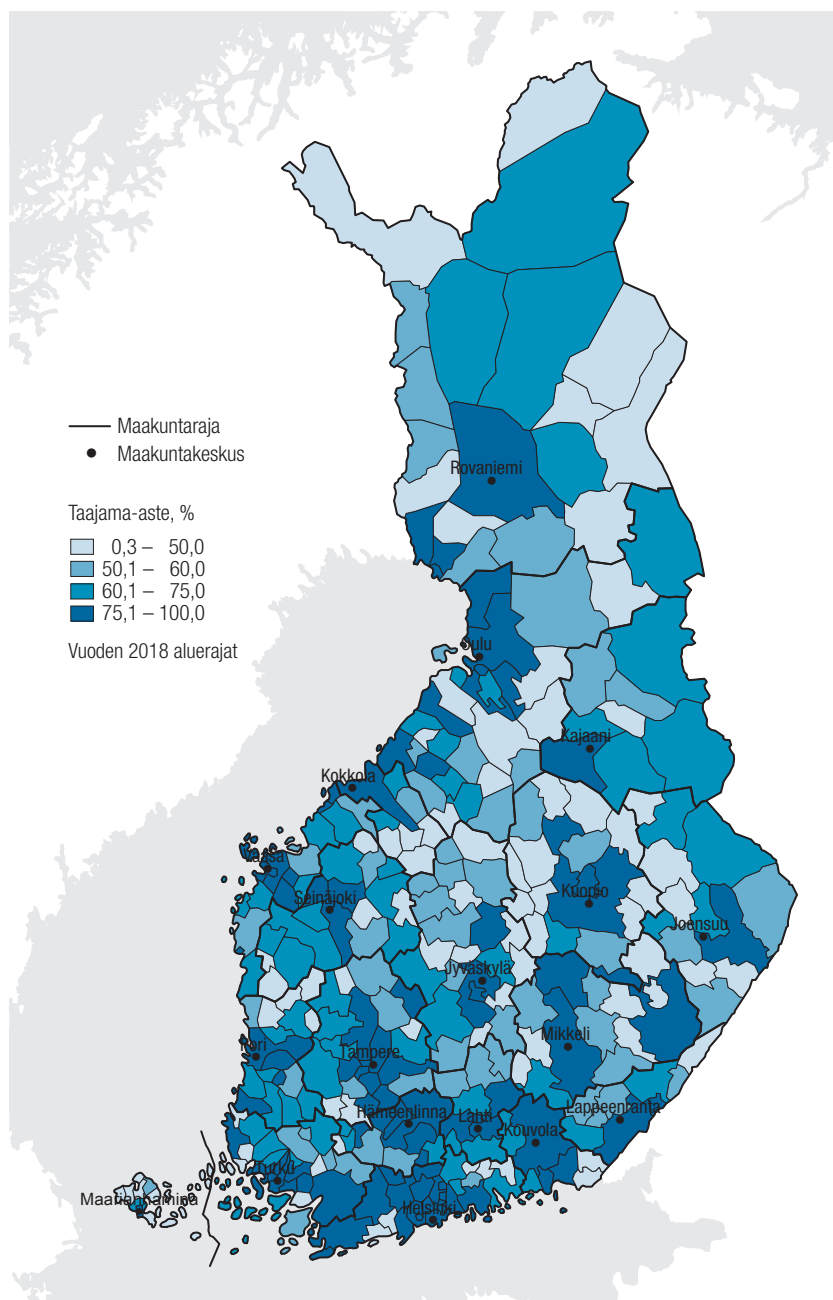 Maakuntaraja
Maakuntakeskus
Taajama-aste, %
0,3 – 50,0
50,1 – 60,0
60,1 – 75,0
75,1 – 100,0
Vuoden 2018 aluerajat
Rovaniemi
Oulu
Kajaani
Kokkola
Vaasa
Seinäjoki
Kuopio
Joensuu
Jyväskylä
Mikkeli
Pori
Tampere
Hämeenlinna
Lahti
Lappeenranta
Kouvola
Turku
Maarianhamina
Helsinki